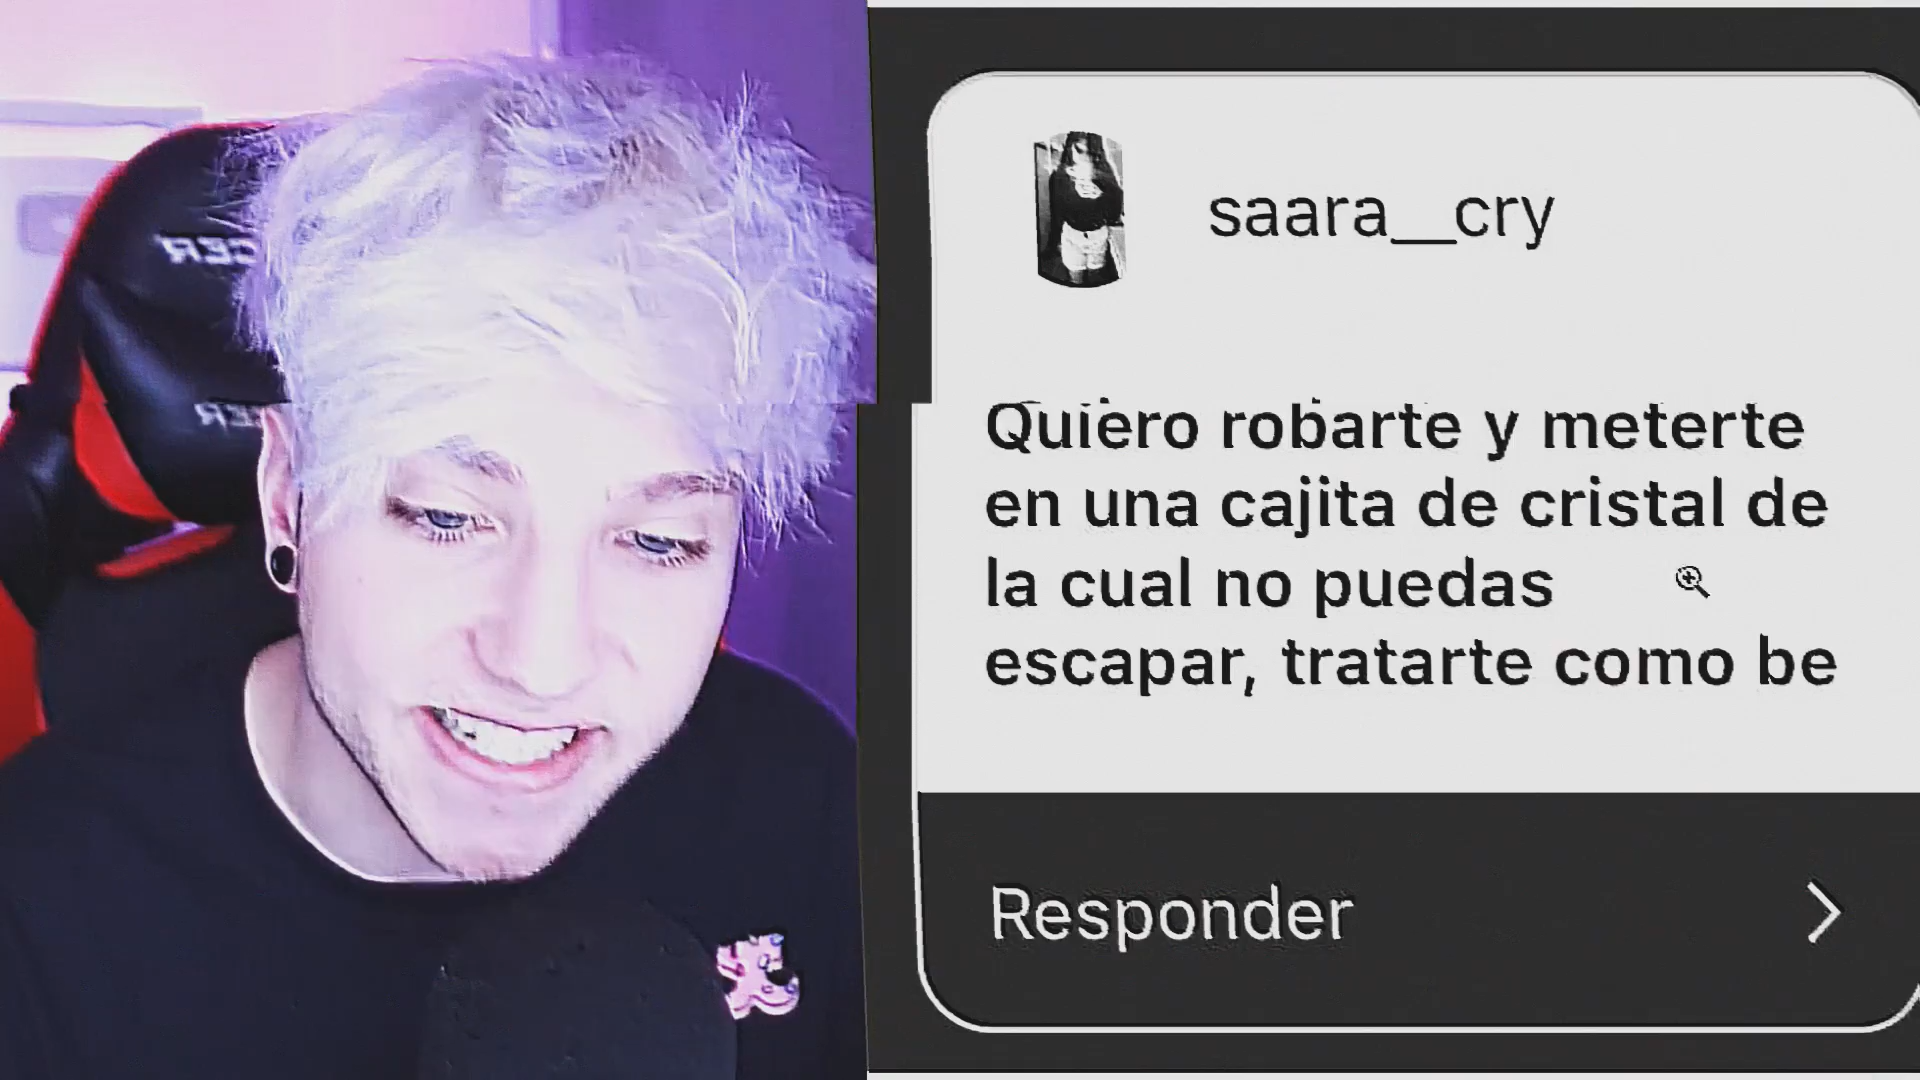 saara__cry
Quiero robarte y meterte
en una cajita de cristal de
la cual no puedas
escapar, tratarte como be
Responder